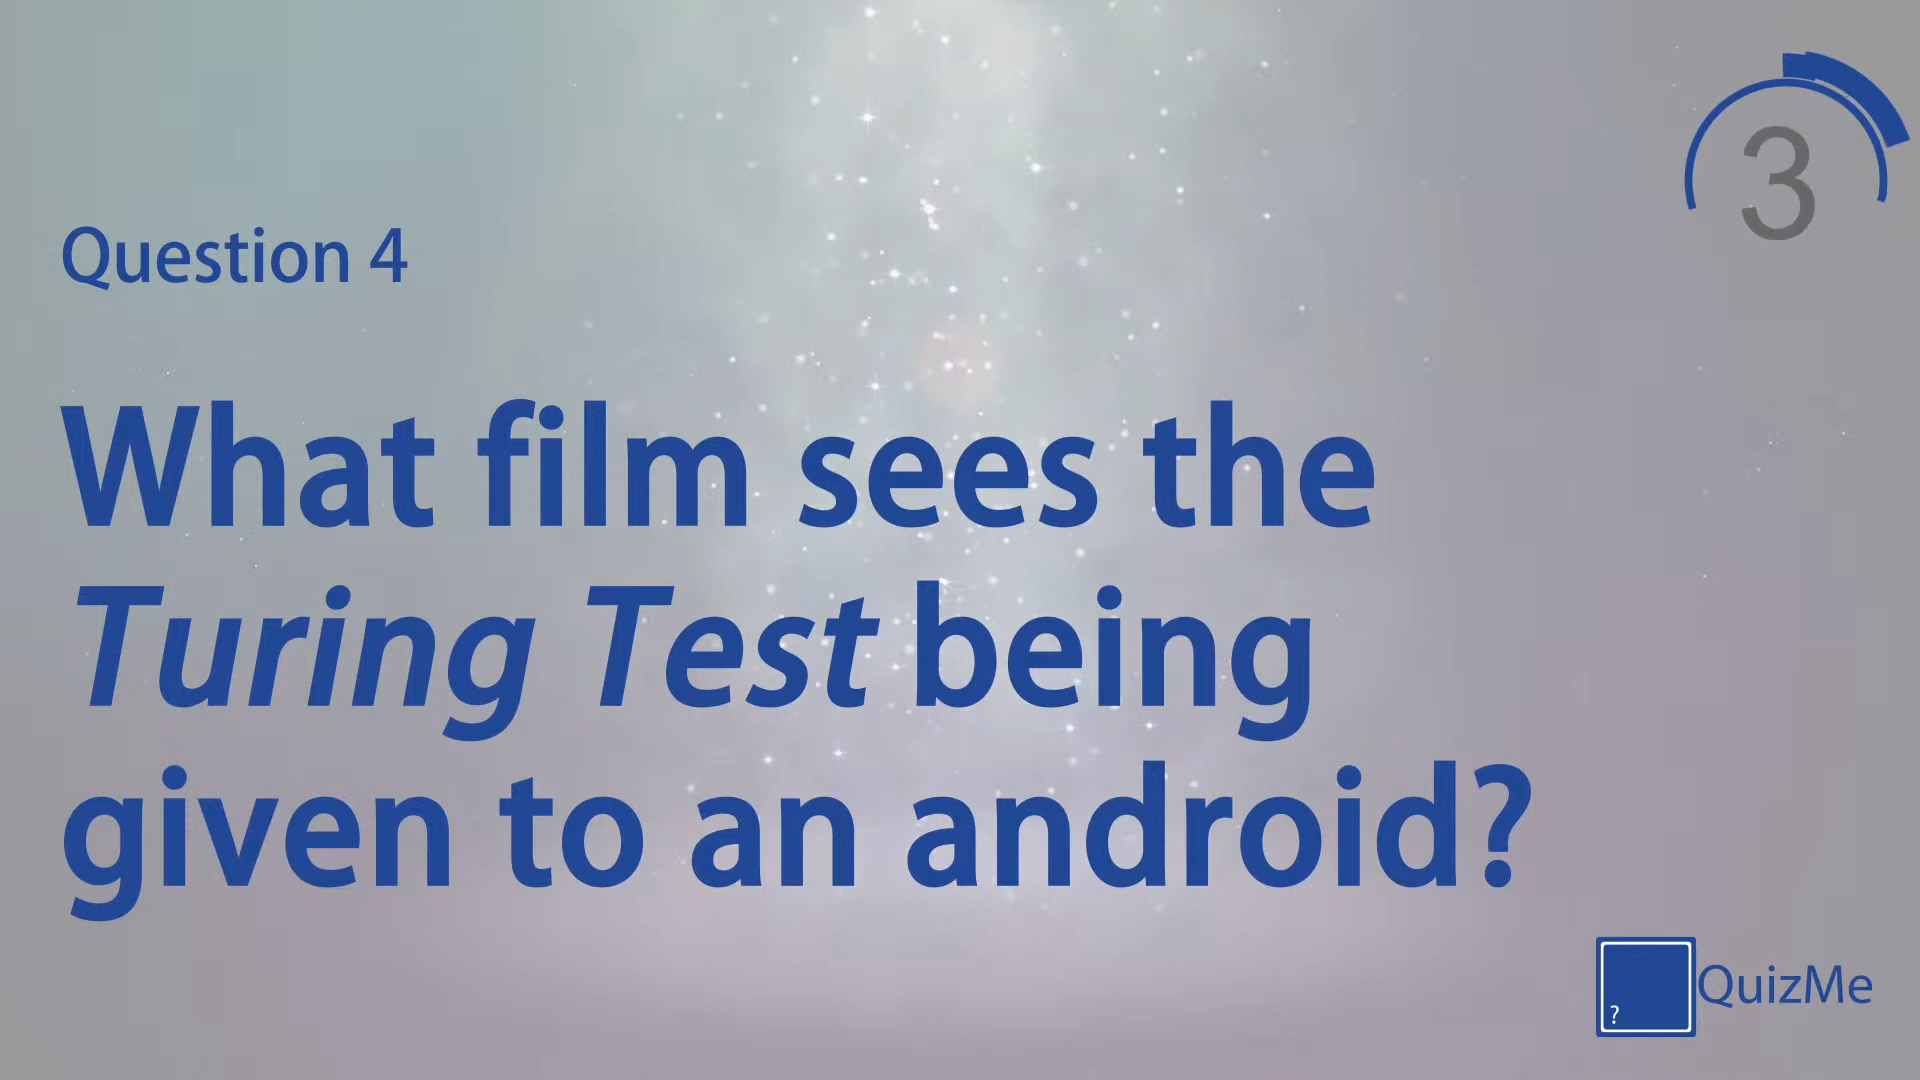 3
Question 4
What film sees the
Turing Test being
given to an android?
? QuizMe